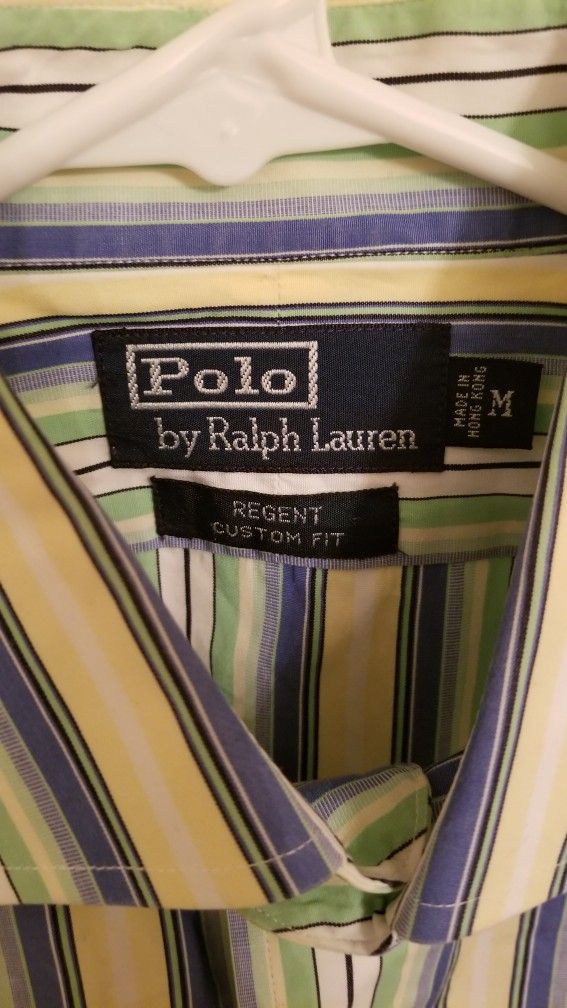 Polo
by Ralph Lauren
MADE IN
HONG KONG
M
REGENT
CUSTOM FIT